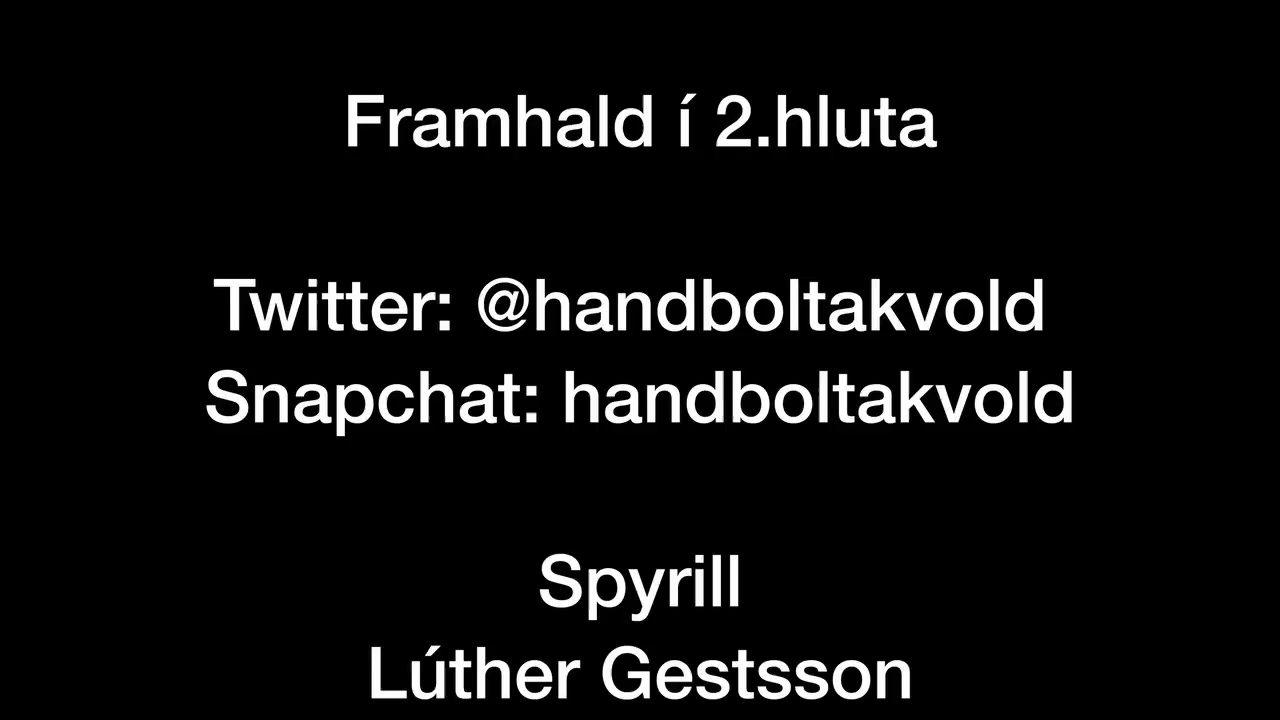 Framhald í 2.hluta
Twitter: @handboltakvold
Snapchat: handboltakvold
Spyrill
Lúther Gestsson